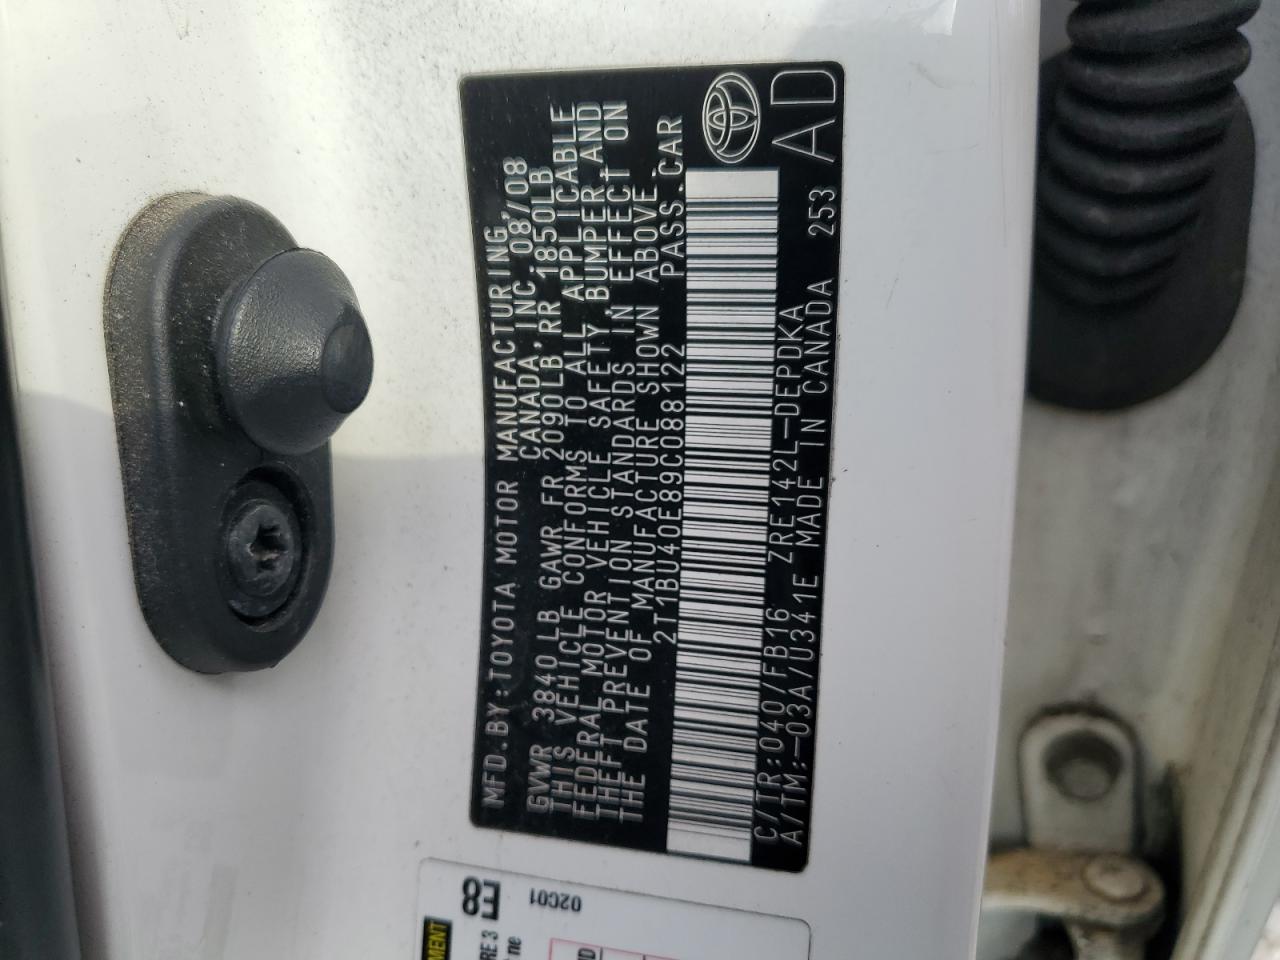 MFD.BY:TOYOTA MOTOR MANUFACTURING,
CANADA,INC. 08/08
GVWR 3840LB GAWR FR 2090LB,RR 1850LB
THIS VEHICLE CONFORMS TO ALL APPLICABLE
FEDERAL MOTOR VEHICLE SAFETY,BUMPER,AND
THEFT PREVENTION STANDARDS IN EFFECT ON
THE DATE OF MANUFACTURE SHOWN ABOVE.
2T1BU40E89C088122 PASS.CAR
C/TR:040/FB16 ZRE142L-DEPDKA
A/TM:-03A/U341E MADE IN CANADA 253
AD
E8
02C01